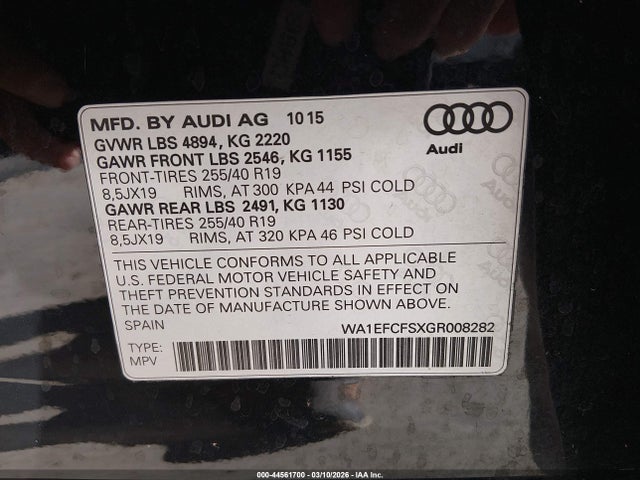 MFD. BY AUDI AG 10 15
GVWR LBS 4894, KG 2220
GAWR FRONT LBS 2546, KG 1155
FRONT-TIRES 255/40 R19
8,5JX19 RIMS, AT 300 KPA 44 PSI COLD
GAWR REAR LBS 2491, KG 1130
REAR-TIRES 255/40 R19
8,5JX19 RIMS, AT 320 KPA 46 PSI COLD
Audi
THIS VEHICLE CONFORMS TO ALL APPLICABLE
U.S. FEDERAL MOTOR VEHICLE SAFETY AND
THEFT PREVENTION STANDARDS IN EFFECT ON
THE DATE OF MANUFACTURE SHOWN ABOVE.
SPAIN WA1EFCFSXGR008282
TYPE:
MPV
000-44561700 — 03/10/2026 — IAA Inc.